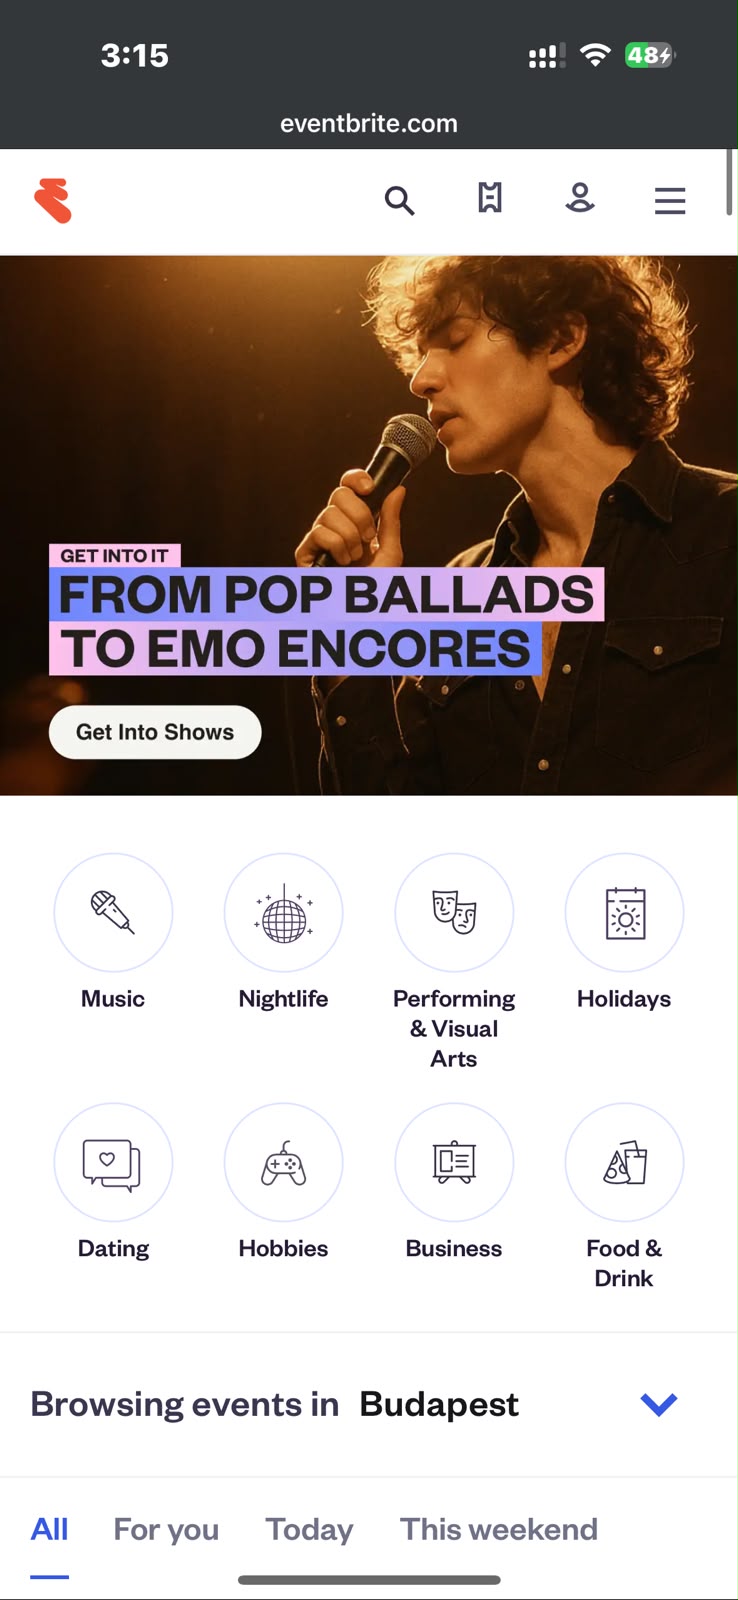 3:15
48
eventbrite.com
GET INTO IT
FROM POP BALLADS
TO EMO ENCORES
Get Into Shows
Music
Nightlife
Performing
& Visual
Arts
Holidays
Dating
Hobbies
Business
Food &
Drink
Browsing events in Budapest
All For you Today This weekend